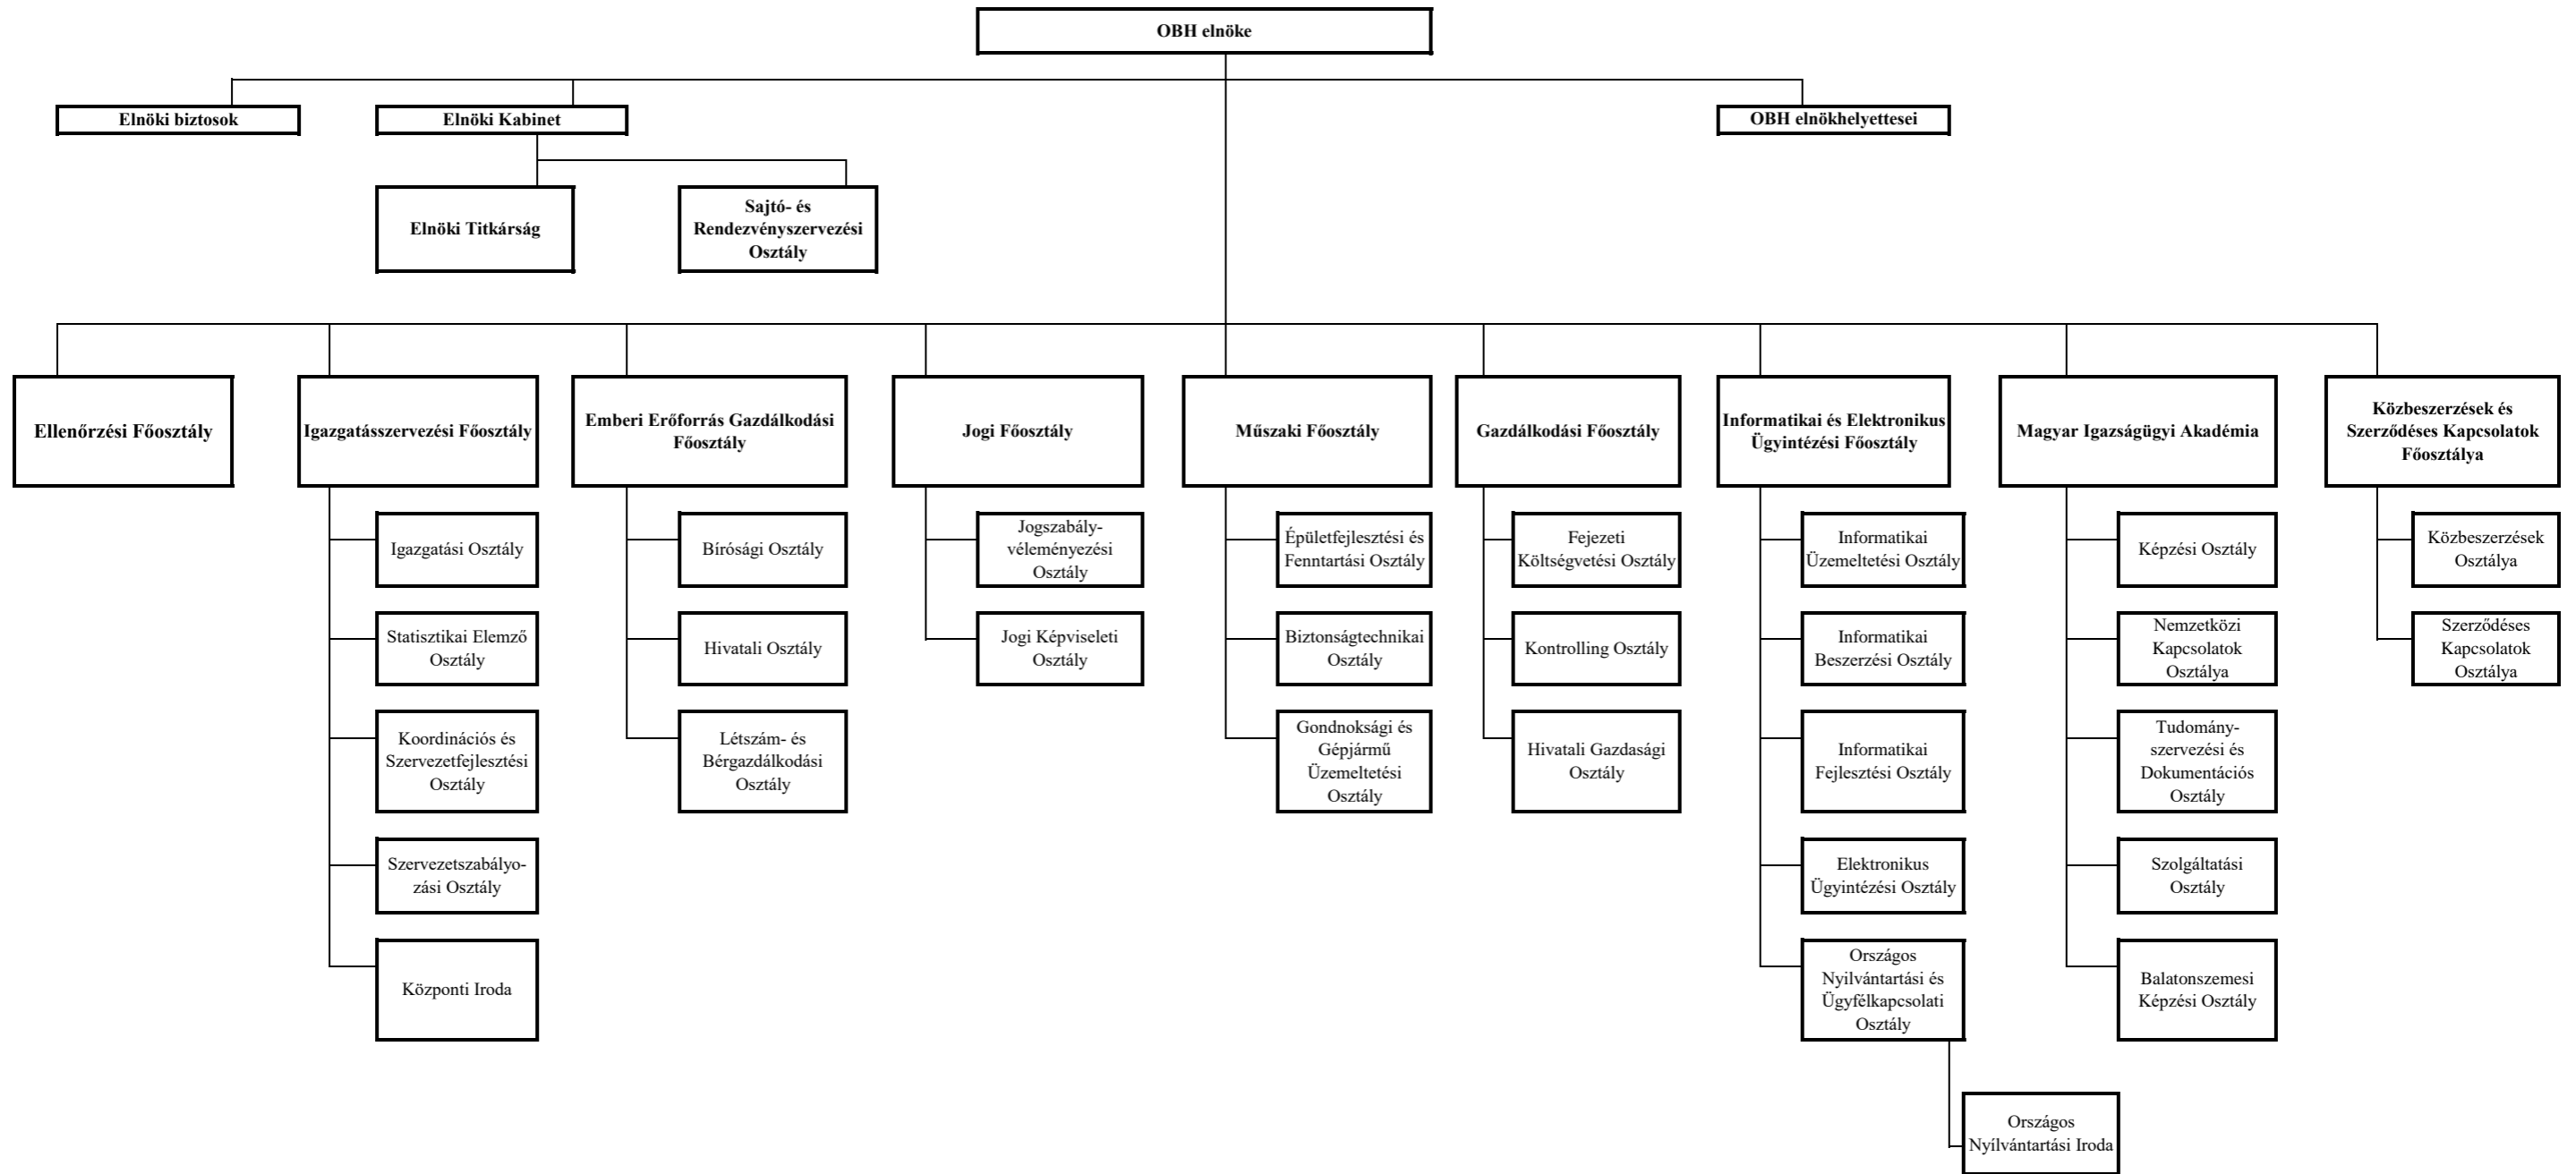 OBH elnöke
Elnöki biztosok
Elnöki Kabinet
OBH elnökhelyettesei
Elnöki Titkárság
Sajtó- és
Rendezvényszervezési
Osztály
Ellenőrzési Főosztály
Igazgatásszervezési Főosztály
Emberi Erőforrás Gazdálkodási
Főosztály
Jogi Főosztály
Műszaki Főosztály
Gazdálkodási Főosztály
Informatikai és Elektronikus
Ügyintézési Főosztály
Magyar Igazságügyi Akadémia
Közbeszerzések és
Szerződéses Kapcsolatok
Főosztálya
Igazgatási Osztály
Bírósági Osztály
Jogszabály-
véleményezési
Osztály
Épületfejlesztési és
Fenntartási Osztály
Fejezeti
Költségvetési Osztály
Informatikai
Üzemeltetési Osztály
Képzési Osztály
Közbeszerzések
Osztálya
Statisztikai Elemző
Osztály
Hivatali Osztály
Jogi Képviseleti
Osztály
Biztonságtechnikai
Osztály
Kontrolling Osztály
Informatikai
Beszerzési Osztály
Nemzetközi
Kapcsolatok
Osztálya
Szerződéses
Kapcsolatok
Osztálya
Koordinációs és
Szervezetfejlesztési
Osztály
Létszám- és
Bérgazdálkodási
Osztály
Gondnoksági és
Gépjármű
Üzemeltetési
Osztály
Hivatali Gazdasági
Osztály
Informatikai
Fejlesztési Osztály
Tudomány-
szervezési és
Dokumentációs
Osztály
Szervezetszabályo-
zási Osztály
Elektronikus
Ügyintézési Osztály
Szolgáltatási
Osztály
Központi Iroda
Országos
Nyilvántartási és
Ügyfélkapcsolati
Osztály
Balatonszemesi
Képzési Osztály
Országos
Nyílvántartási Iroda